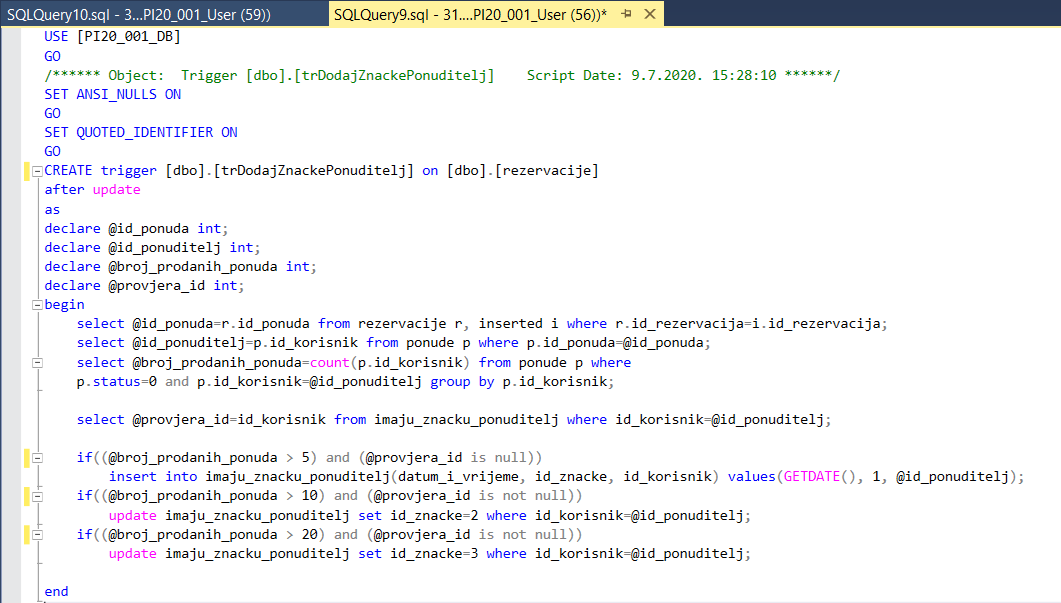 SQLQuery10.sql - 3...PI20_001_User (59))
SQLQuery9.sql - 31....PI20_001_User (56))*
USE [PI20_001_DB]
GO
/****** Object:  Trigger [dbo].[trDodajZnackePonuditelj]    Script Date: 9.7.2020. 15:28:10 ******/
SET ANSI_NULLS ON
GO
SET QUOTED_IDENTIFIER ON
GO
CREATE trigger [dbo].[trDodajZnackePonuditelj] on [dbo].[rezervacije]
after update
as
declare @id_ponuda int;
declare @id_ponuditelj int;
declare @broj_prodanih_ponuda int;
declare @provjera_id int;
begin
    select @id_ponuda=r.id_ponuda from rezervacije r, inserted i where r.id_rezervacija=i.id_rezervacija;
    select @id_ponuditelj=p.id_korisnik from ponude p where p.id_ponuda=@id_ponuda;
    select @broj_prodanih_ponuda=count(p.id_korisnik) from ponude p where
    p.status=0 and p.id_korisnik=@id_ponuditelj group by p.id_korisnik;
    select @provjera_id=id_korisnik from imaju_znacku_ponuditelj where id_korisnik=@id_ponuditelj;
    if((@broj_prodanih_ponuda > 5) and (@provjera_id is null))
        insert into imaju_znacku_ponuditelj(datum_i_vrijeme, id_znacke, id_korisnik) values(GETDATE(), 1, @id_ponuditelj);
    if((@broj_prodanih_ponuda > 10) and (@provjera_id is not null))
        update imaju_znacku_ponuditelj set id_znacke=2 where id_korisnik=@id_ponuditelj;
    if((@broj_prodanih_ponuda > 20) and (@provjera_id is not null))
        update imaju_znacku_ponuditelj set id_znacke=3 where id_korisnik=@id_ponuditelj;
end